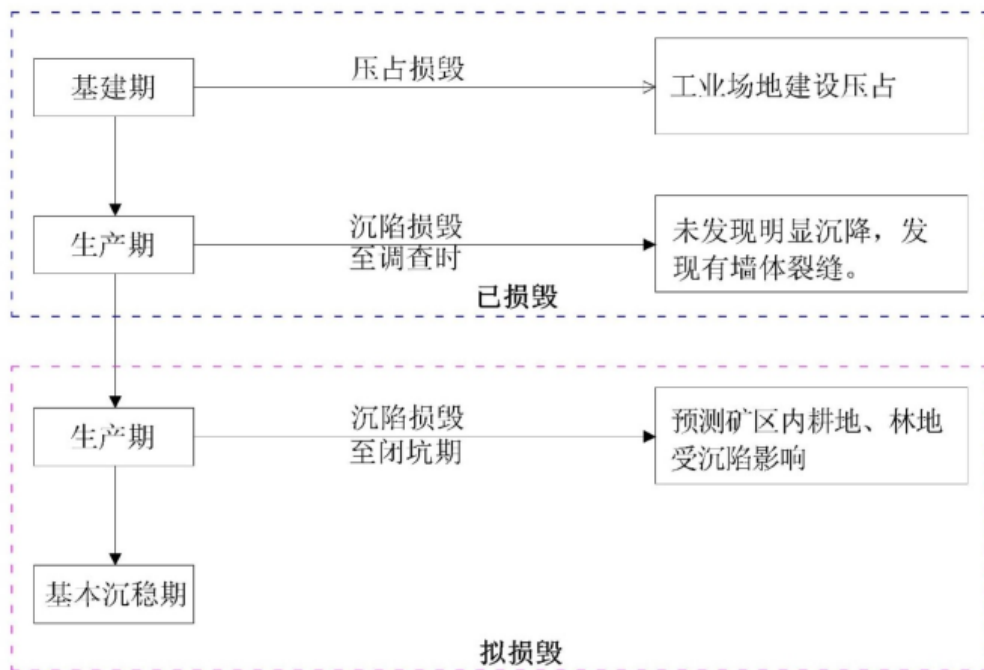 基建期
压占损毁
工业场地建设压占
生产期
沉陷损毁
至调查时
未发现明显沉降，发
现有墙体裂缝。
已损毁
生产期
沉陷损毁
至闭坑期
预测矿区内耕地、林地
受沉陷影响
基本沉稳期
拟损毁